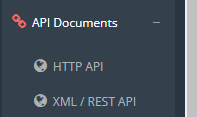 API Documents
HTTP API
XML / REST API